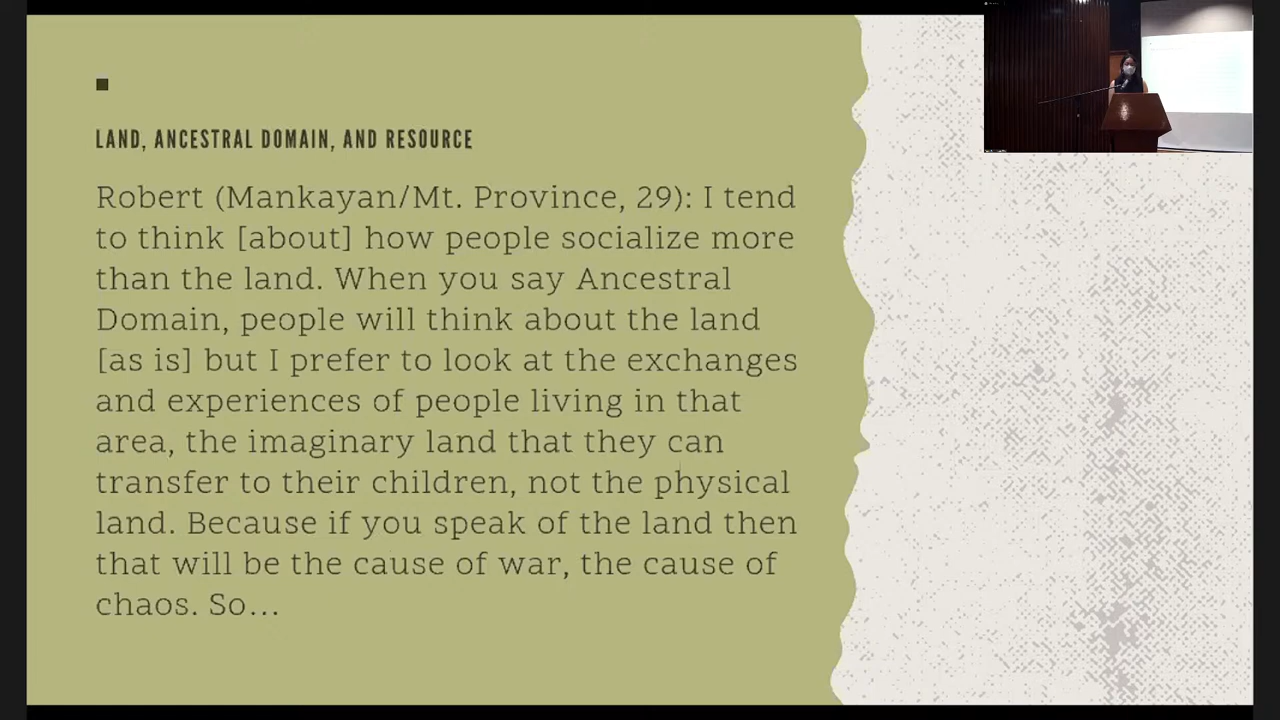 LAND, ANCESTRAL DOMAIN, AND RESOURCE
Robert (Mankayan/Mt. Province, 29): I tend
to think [about] how people socialize more
than the land. When you say Ancestral
Domain, people will think about the land
[as is] but I prefer to look at the exchanges
and experiences of people living in that
area, the imaginary land that they can
transfer to their children, not the physical
land. Because if you speak of the land then
that will be the cause of war, the cause of
chaos. So...